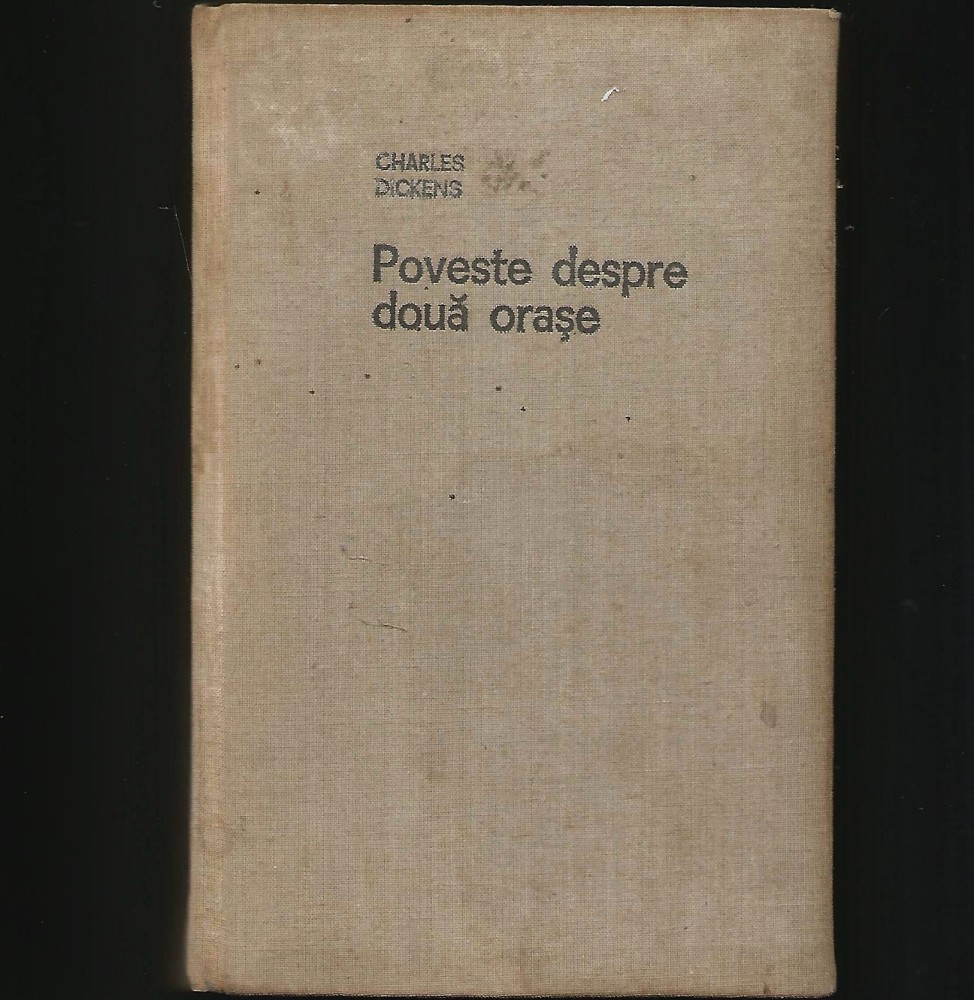 CHARLES
DICKENS
Poveste despre
două orașe